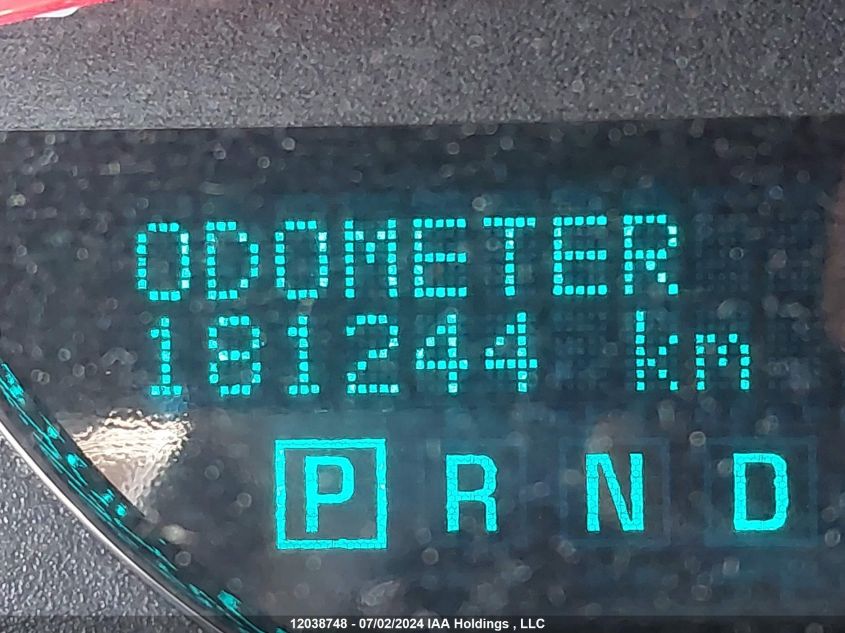 ODOMETER
181244 km
P R N D
12038748 - 07/02/2024 IAA Holdings , LLC